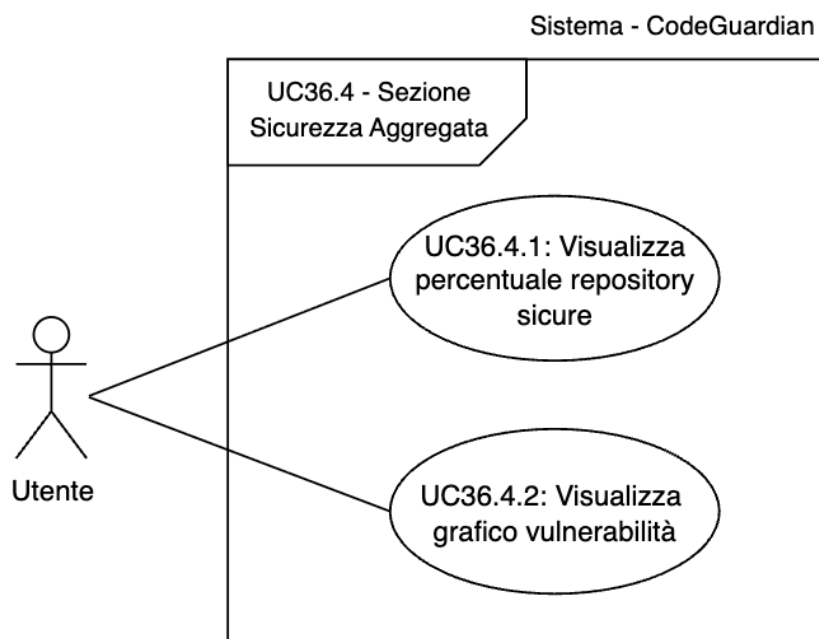 Sistema - CodeGuardian
UC36.4 - Sezione
Sicurezza Aggregata
UC36.4.1: Visualizza
percentuale repository
sicure
Utente
UC36.4.2: Visualizza
grafico vulnerabilità